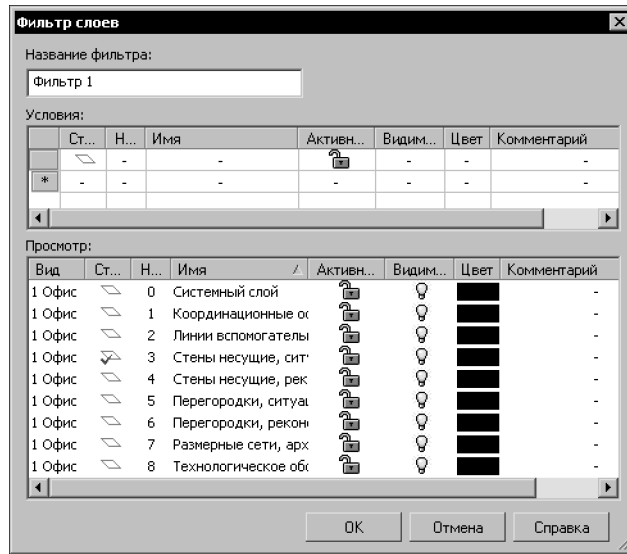 Фильтр слоев
Название фильтра:
Фильтр 1
Условия:
Ст... Н... Имя Активн... Видим... Цвет Комментарий
- - - - -
* - - - - - - -
Просмотр:
Вид Ст... Н... Имя Активн... Видим... Цвет Комментарий
1 Офис 0 Системный слой -
1 Офис 1 Координационные ос -
1 Офис 2 Линии вспомогателы -
1 Офис 3 Стены несущие, сит -
1 Офис 4 Стены несущие, рек -
1 Офис 5 Перегородки, ситуац -
1 Офис 6 Перегородки, рекон -
1 Офис 7 Размерные сети, арх -
1 Офис 8 Технологическое обо -
OK Отмена Справка